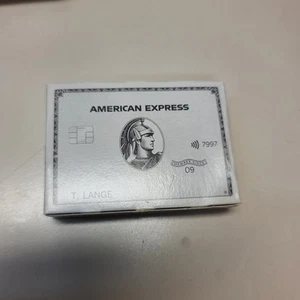 AMERICAN EXPRESS
7997
09
T. LANGE